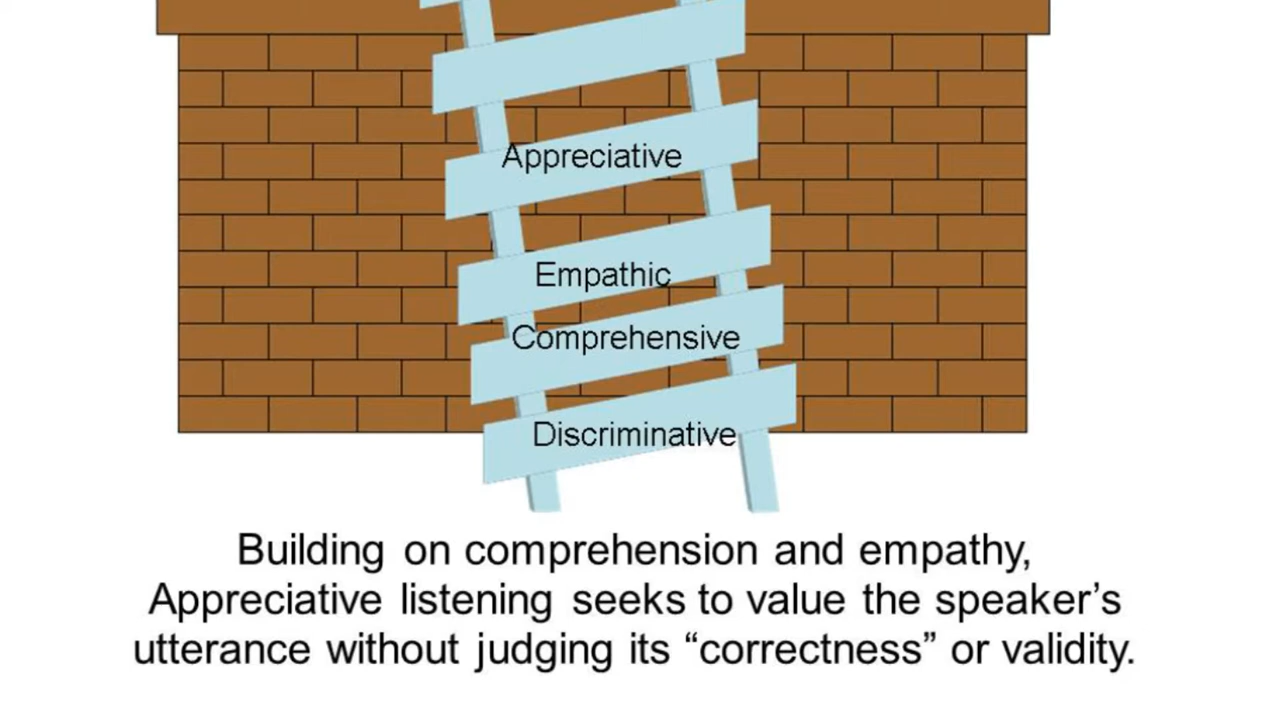 Appreciative
Empathic
Comprehensive
Discriminative
Building on comprehension and empathy,
Appreciative listening seeks to value the speaker’s
utterance without judging its “correctness” or validity.